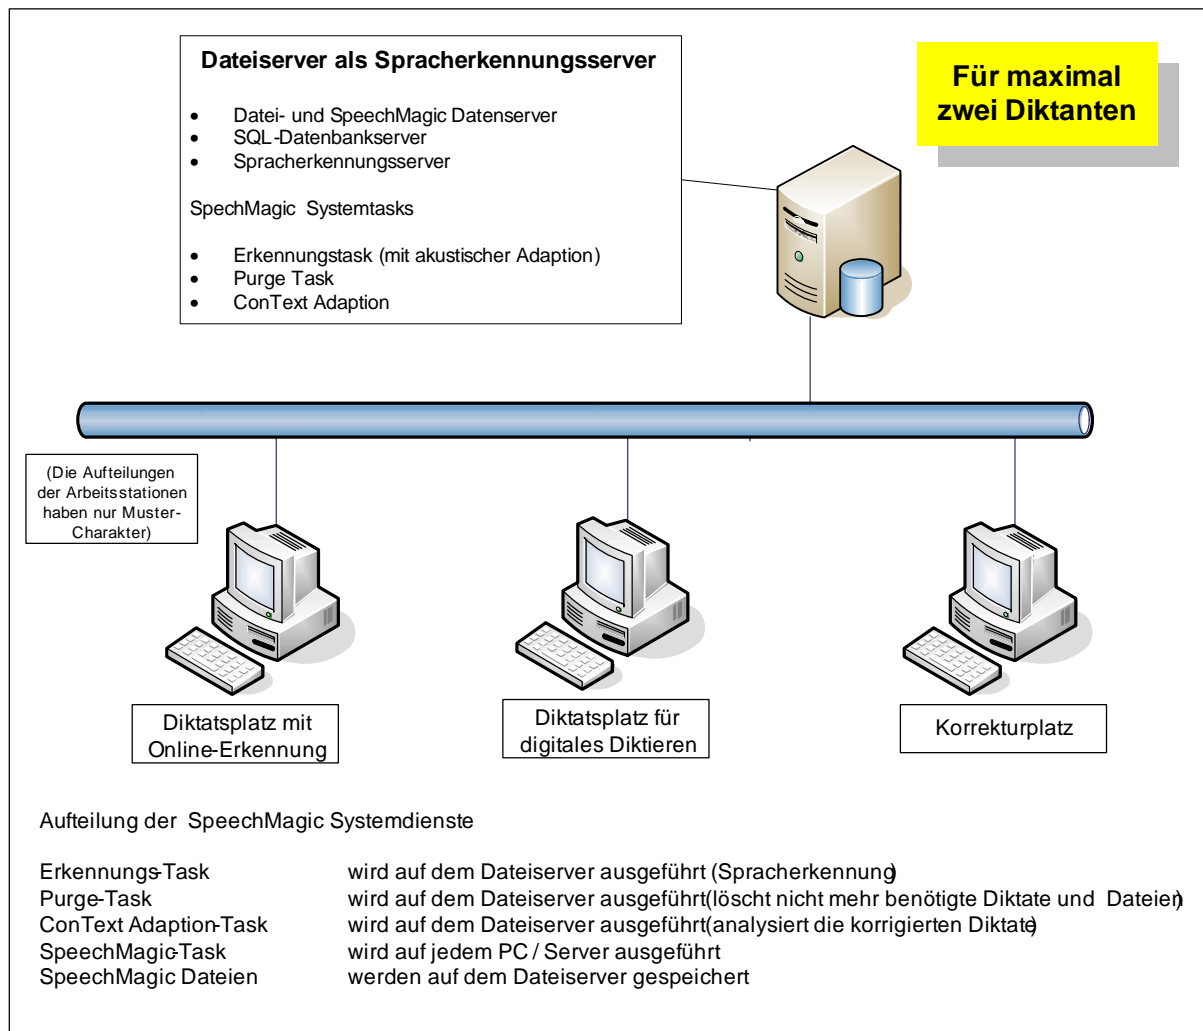 Dateiserver als Spracherkennungsserver
• Datei- und SpeechMagic Datenserver
• SQL-Datenbankserver
• Spracherkennungsserver
SpechMagic Systemtasks
• Erkennungstask (mit akustischer Adaption)
• Purge Task
• ConText Adaption
Für maximal
zwei Diktanten
(Die Aufteilungen
der Arbeitsstationen
haben nur Muster-
Charakter)
Diktatsplatz mit
Online-Erkennung
Diktatsplatz für
digitales Diktieren
Korrekturplatz
Aufteilung der SpeechMagic Systemdienste
Erkennungs-Task wird auf dem Dateiserver ausgeführt (Spracherkennung)
Purge-Task wird auf dem Dateiserver ausgeführt(löscht nicht mehr benötigte Diktate und Dateien)
ConText Adaption-Task wird auf dem Dateiserver ausgeführt(analysiert die korrigierten Diktate)
SpeechMagic-Task wird auf jedem PC / Server ausgeführt
SpeechMagic Dateien werden auf dem Dateiserver gespeichert